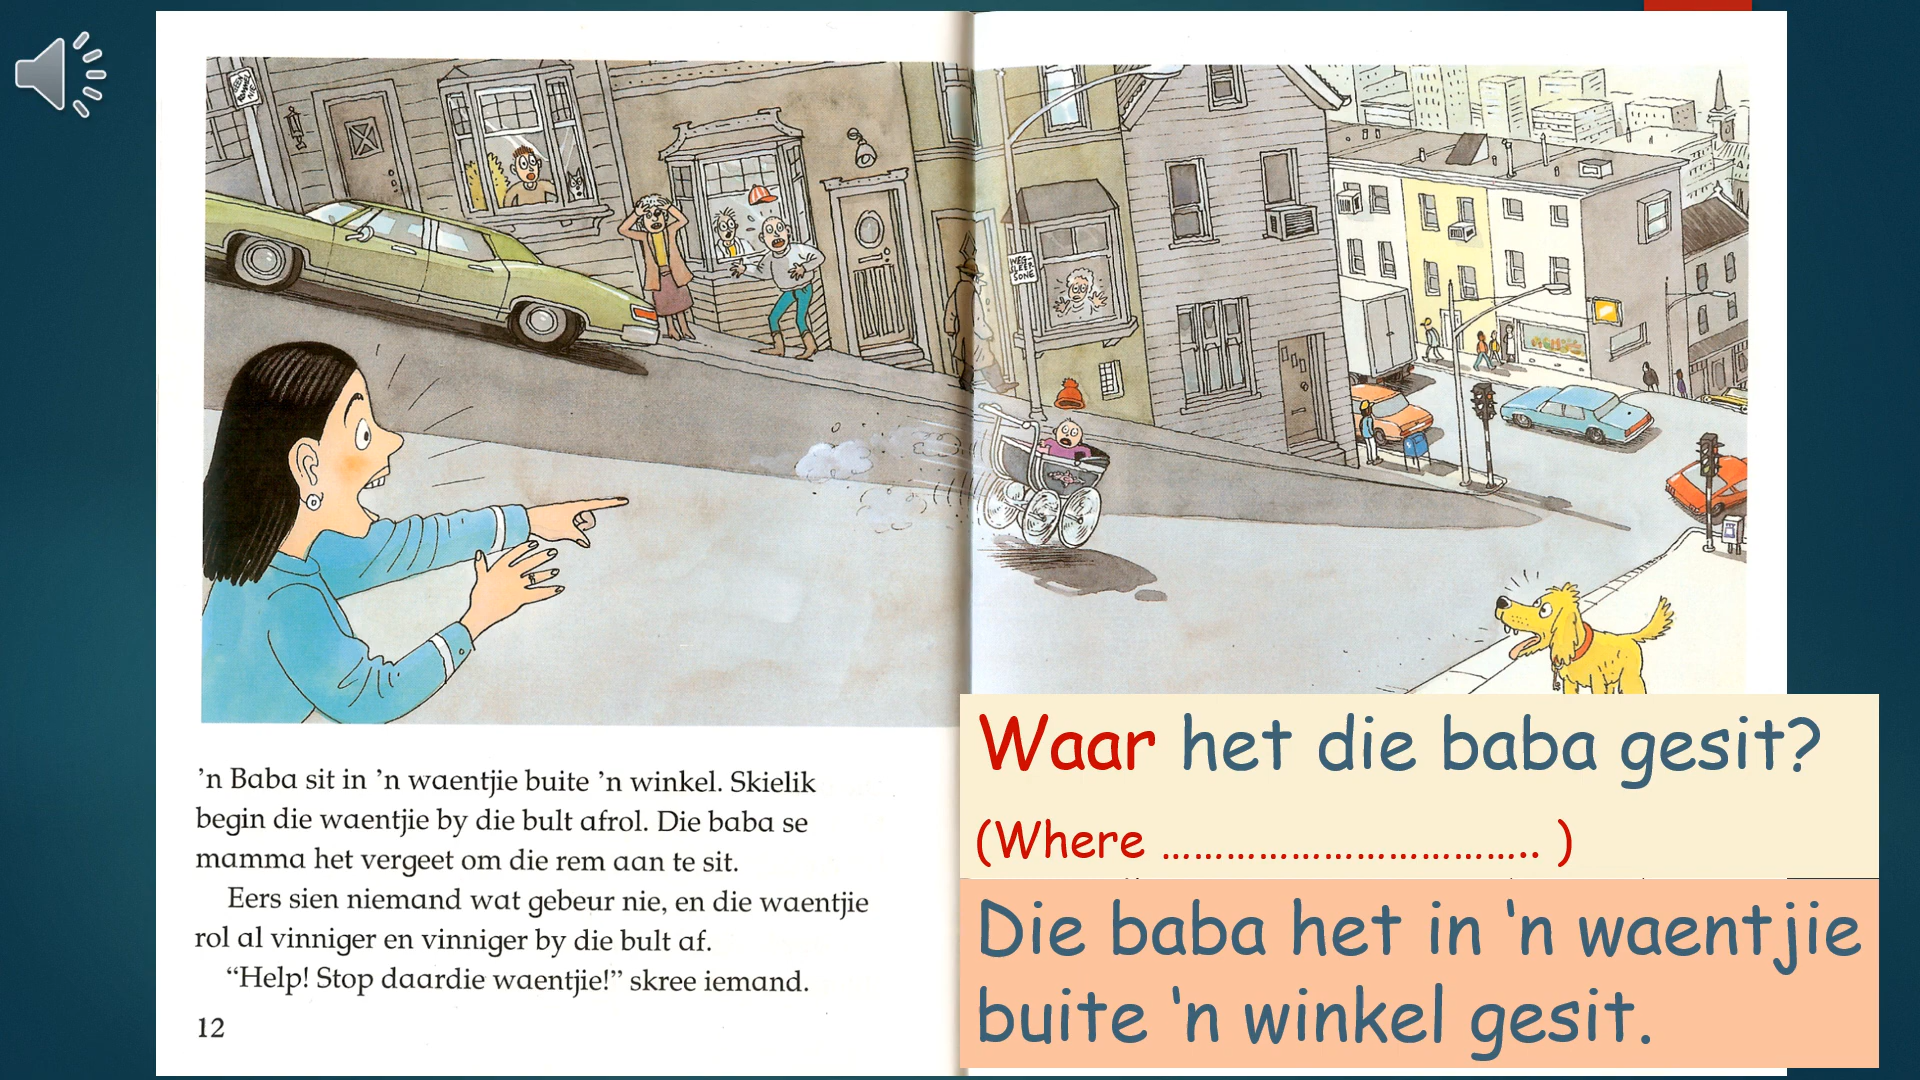 WEG-
SLEEP
SONE
'n Baba sit in 'n waentjie buite 'n winkel. Skielik
begin die waentjie by die bult afrol. Die baba se
mamma het vergeet om die rem aan te sit.
Eers sien niemand wat gebeur nie, en die waentjie
rol al vinniger en vinniger by die bult af.
“Help! Stop daardie waentjie!” skree iemand.
12
Waar het die baba gesit?
(Where ……………………………….. )
Die baba het in 'n waentjie
buite 'n winkel gesit.